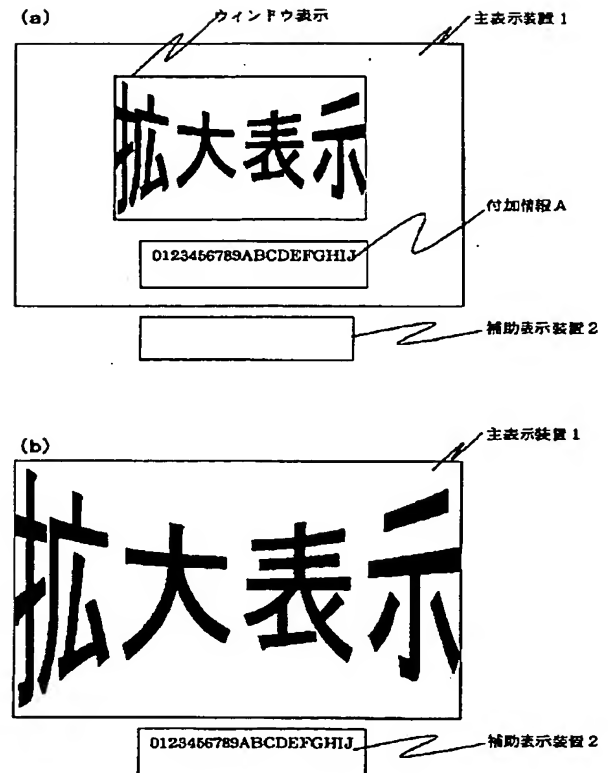 (a)
ウィンドウ表示
主表示装置1
拡大表示
付加情報A
0123456789ABCDEFGHIJ
補助表示装置2
(b)
主表示装置1
拡大表示
0123456789ABCDEFGHIJ
補助表示装置2